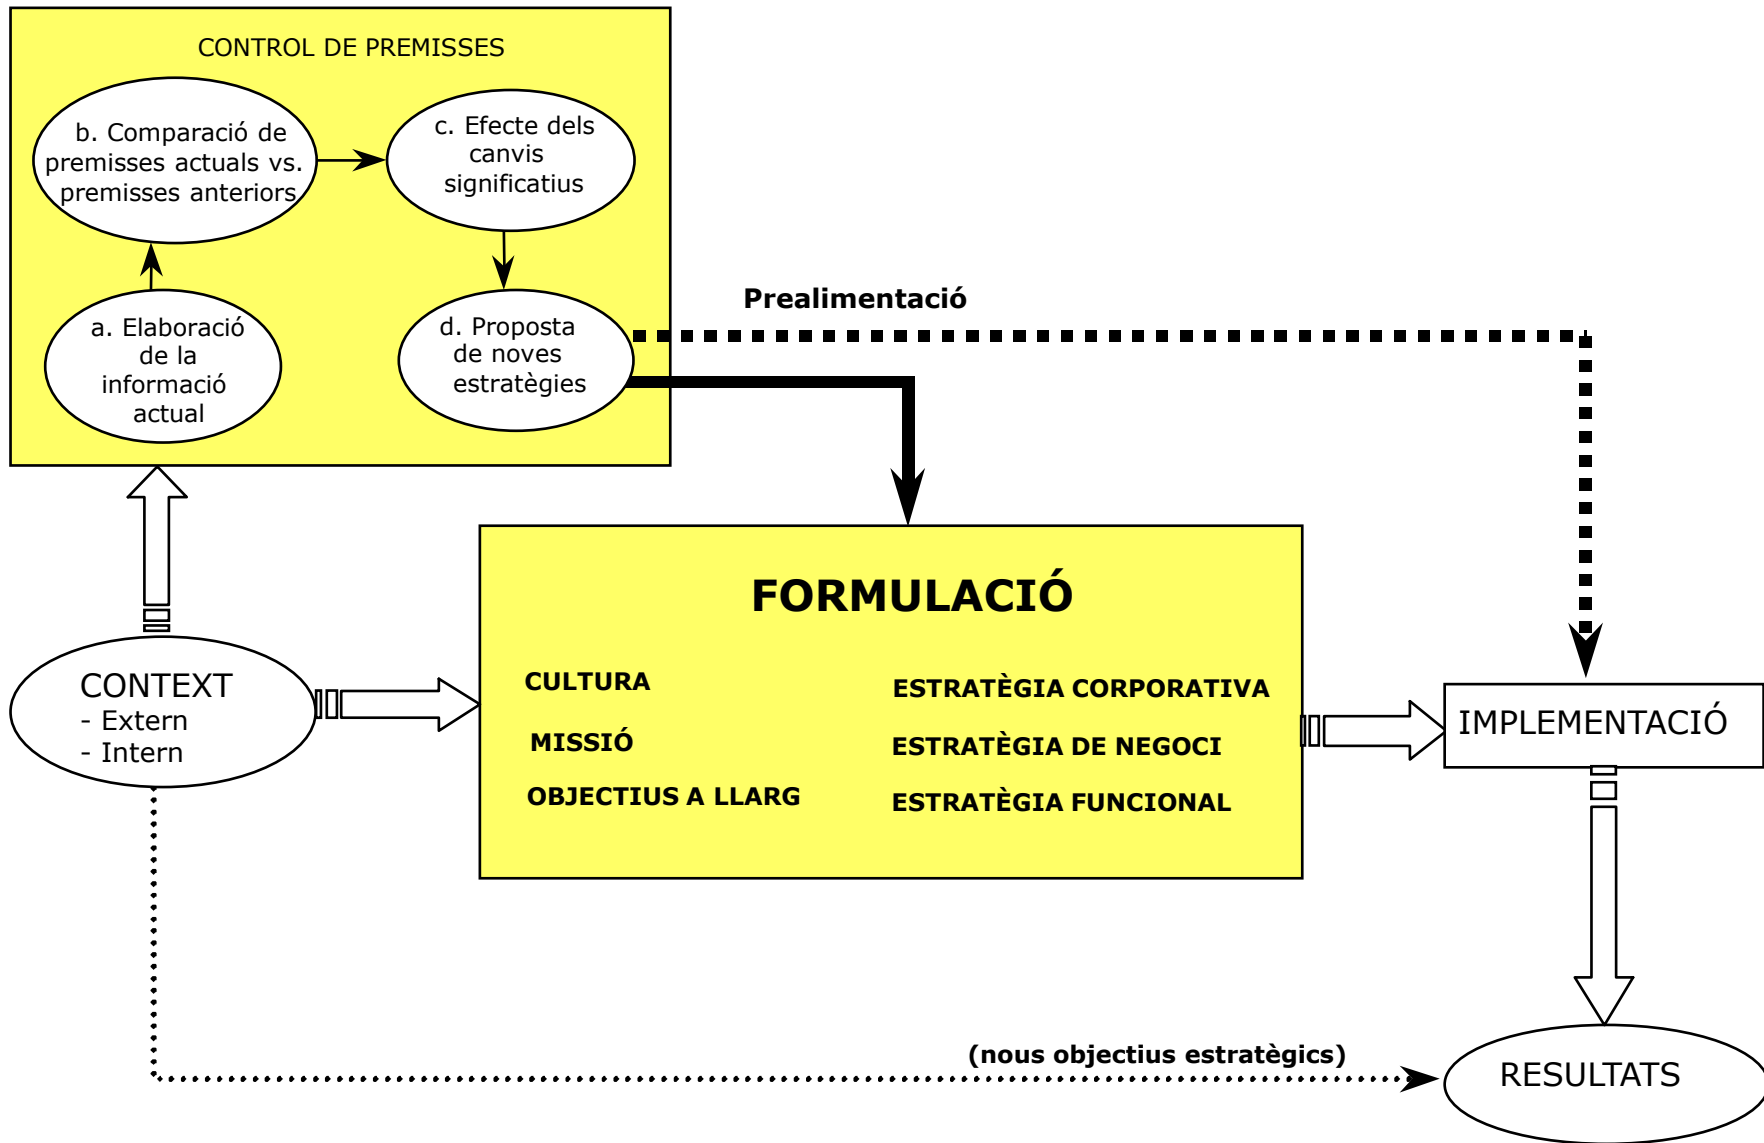 CONTROL DE PREMISSES
b. Comparació de
premisses actuals vs.
premisses anteriors
c. Efecte dels
canvis
significatius
a. Elaboració
de la
informació
actual
d. Proposta
de noves
estratègies
Prealimentació
FORMULACIÓ
CULTURA
MISSIÓ
OBJECTIUS A LLARG
ESTRATÈGIA CORPORATIVA
ESTRATÈGIA DE NEGOCI
ESTRATÈGIA FUNCIONAL
CONTEXT
- Extern
- Intern
IMPLEMENTACIÓ
(nous objectius estratègics)
RESULTATS